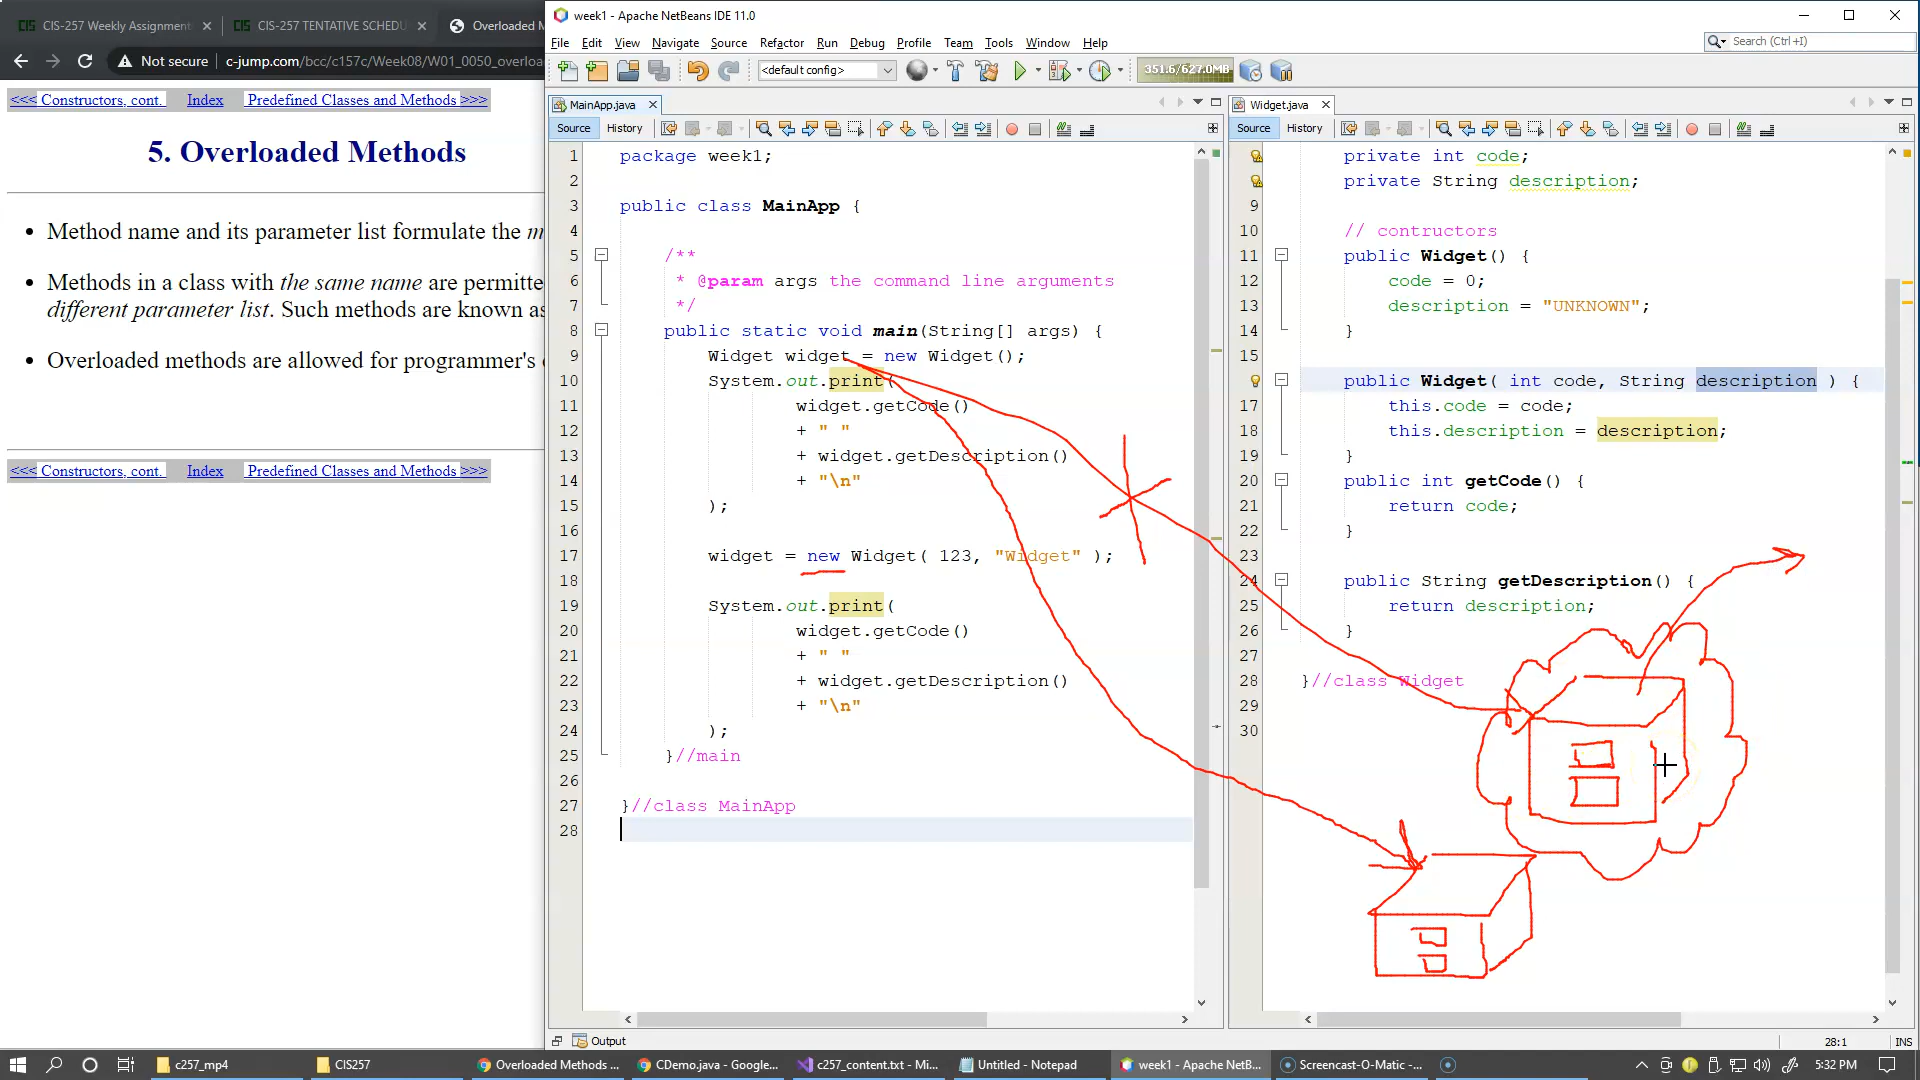 CIS-257 Weekly Assignment
CIS-257 TENTATIVE SCHEDU
Overloaded M
Not secure
c-jump.com/bcc/c157c/Week08/W01_0050_overloa
<<< Constructors, cont.
Index
Predefined Classes and Methods >>>
5. Overloaded Methods
Method name and its parameter list formulate the m
Methods in a class with the same name are permitte
different parameter list. Such methods are known as
Overloaded methods are allowed for programmer's
<<< Constructors, cont.
Index
Predefined Classes and Methods >>>
week1 - Apache NetBeans IDE 11.0
File Edit View Navigate Source Refactor Run Debug Profile Team Tools Window Help
Search (Ctrl+I)
<default config>
351.6/627.0MB
MainApp.java
Source History
1 package week1;
2
3 public class MainApp {
4
5 /**
6 * @param args the command line arguments
7 */
8 public static void main(String[] args) {
9 Widget widget = new Widget();
10 System.out.print(
11 widget.getCode()
12 + " "
13 + widget.getDescription()
14 + "\n"
15 );
16
17 widget = new Widget( 123, "Widget" );
18
19 System.out.print(
20 widget.getCode()
21 + " "
22 + widget.getDescription()
23 + "\n"
24 );
25 }//main
26
27 }//class MainApp
28
Widget.java
Source History
private int code;
private String description;
9
10 // contructors
11 public Widget() {
12 code = 0;
13 description = "UNKNOWN";
14 }
15
public Widget( int code, String description ) {
17 this.code = code;
18 this.description = description;
19 }
20 public int getCode() {
21 return code;
22 }
23
24 public String getDescription() {
25 return description;
26 }
27
28 }//class Widget
29
30
Output
28:1
INS
c257_mp4
CIS257
Overloaded Methods ...
CDemo.java - Google...
c257_content.txt - Mi...
Untitled - Notepad
week1 - Apache NetB...
Screencast-O-Matic -...
5:32 PM